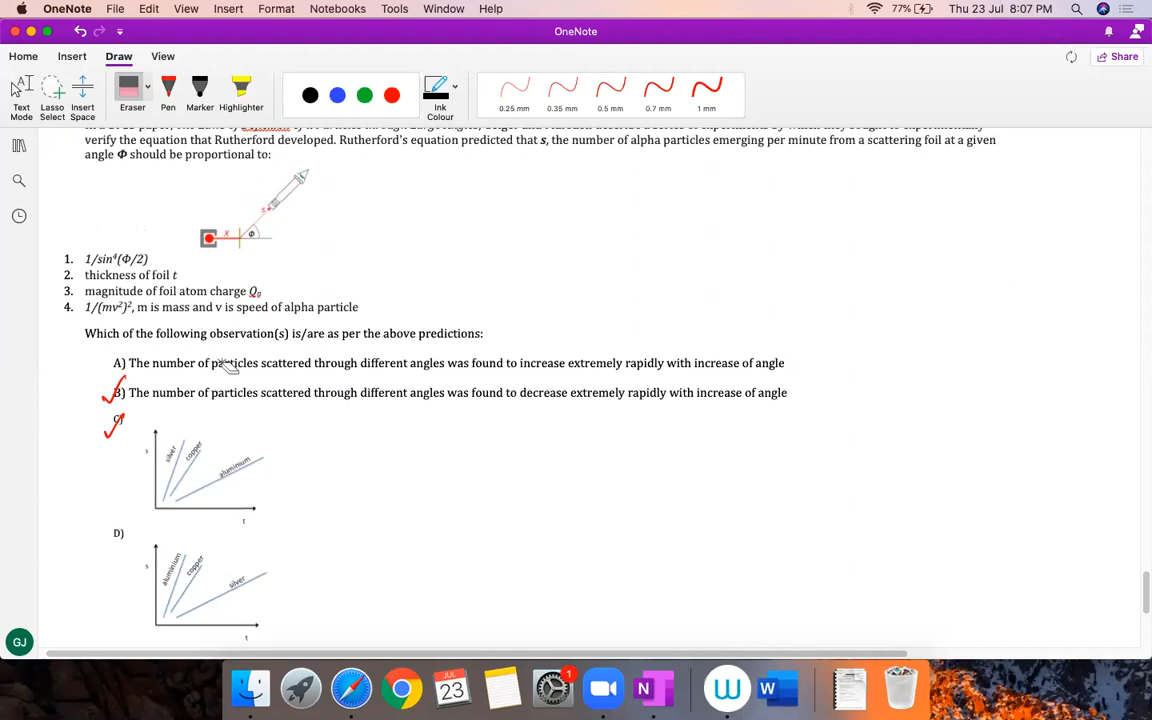 OneNote File Edit View Insert Format Notebooks Tools Window Help 77% Thu 23 Jul 8:07 PM
OneNote
Home Insert Draw View Share
Text Mode Lasso Select Insert Space Eraser Pen Marker Highlighter Ink Colour 0.25 mm 0.35 mm 0.5 mm 0.7 mm 1 mm
verify the equation that Rutherford developed. Rutherford's equation predicted that s, the number of alpha particles emerging per minute from a scattering foil at a given
angle Φ should be proportional to:
s
X Φ
1. 1/sin⁴(Φ/2)
2. thickness of foil t
3. magnitude of foil atom charge Qₙ
4. 1/(mv²)², m is mass and v is speed of alpha particle
Which of the following observation(s) is/are as per the above predictions:
A) The number of particles scattered through different angles was found to increase extremely rapidly with increase of angle
B) The number of particles scattered through different angles was found to decrease extremely rapidly with increase of angle
C)
s silver copper aluminium
t
D)
s aluminium copper silver
t
GJ
JUL 23 1 N W W